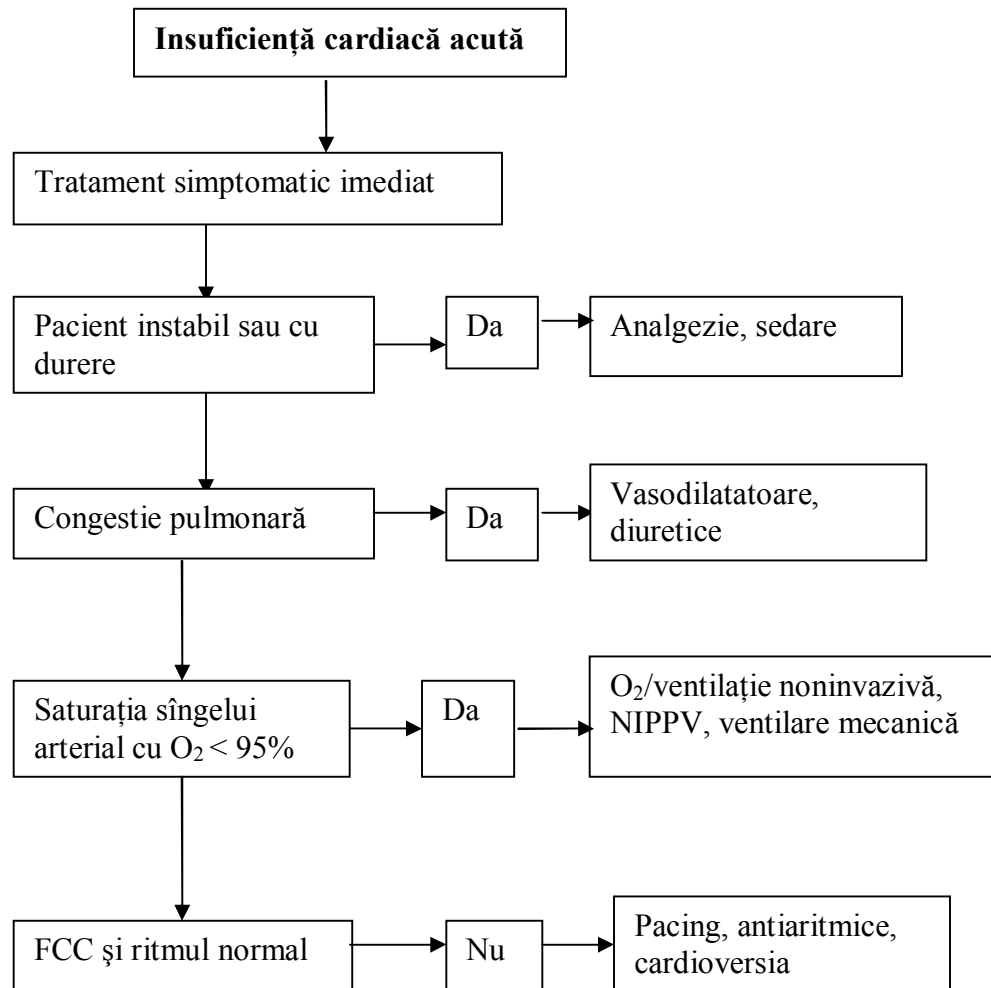 Insuficiență cardiacă acută
Tratament simptomatic imediat
Pacient instabil sau cu
durere
Da
Analgezie, sedare
Congestie pulmonară
Da
Vasodilatatoare,
diuretice
Saturația sîngelui
arterial cu O₂ < 95%
Da
O₂/ventilație noninvazivă,
NIPPV, ventilare mecanică
FCC şi ritmul normal
Nu
Pacing, antiaritmice,
cardioversia